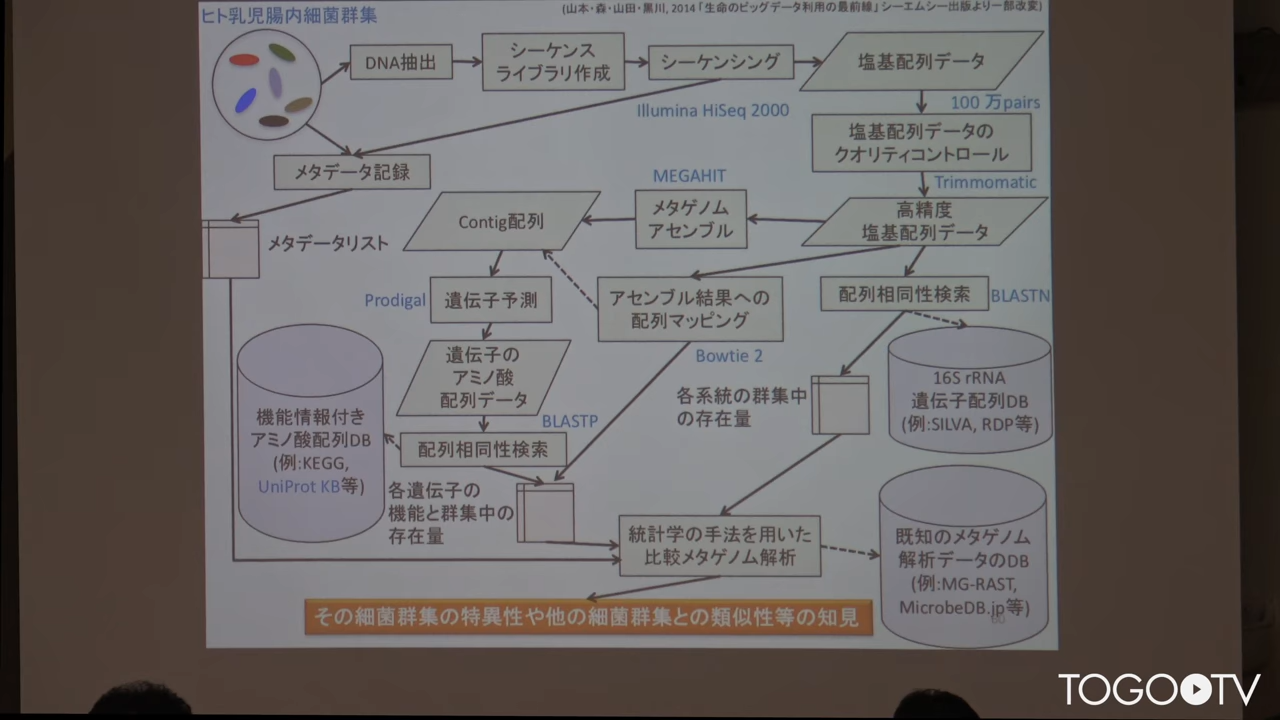 ヒト乳児腸内細菌群集
(山本・森・山田・黒川, 2014「生命のビッグデータ利用の最前線」シーエムシー出版より一部改変)
DNA抽出
シーケンス
ライブラリ作成
シーケンシング
塩基配列データ
Illumina HiSeq 2000
100 万pairs
塩基配列データの
クオリティコントロール
メタデータ記録
MEGAHIT
Trimmomatic
Contig配列
メタゲノム
アセンブル
高精度
塩基配列データ
メタデータリスト
Prodigal
遺伝子予測
アセンブル結果への
配列マッピング
配列相同性検索
BLASTN
Bowtie 2
遺伝子の
アミノ酸
配列データ
各系統の群集中
の存在量
16S rRNA
遺伝子配列DB
(例:SILVA, RDP等)
機能情報付き
アミノ酸配列DB
(例:KEGG,
UniProt KB等)
BLASTP
配列相同性検索
各遺伝子の
機能と群集中の
存在量
統計学の手法を用いた
比較メタゲノム解析
既知のメタゲノム
解析データのDB
(例:MG-RAST,
MicrobeDB.jp等)
その細菌群集の特異性や他の細菌群集との類似性等の知見
TOGO TV